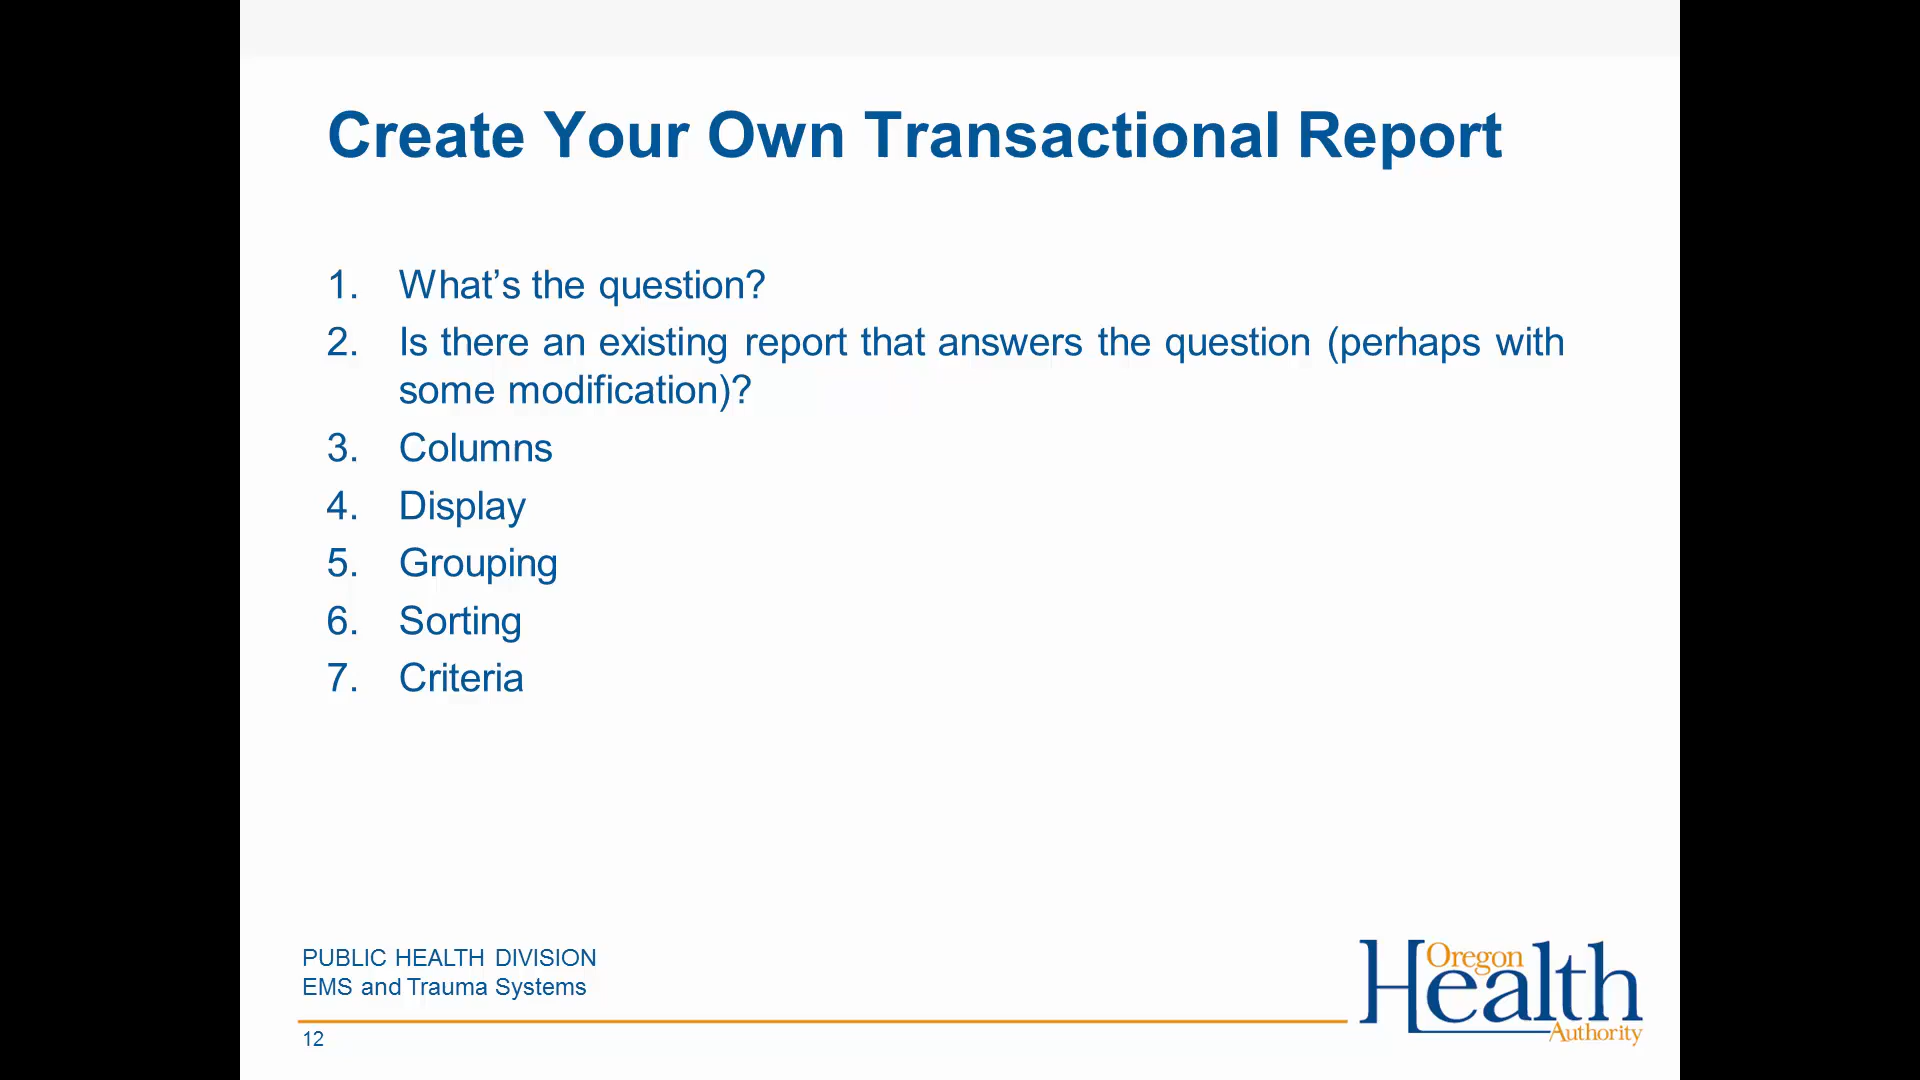 Create Your Own Transactional Report
1. What’s the question?
2. Is there an existing report that answers the question (perhaps with
some modification)?
3. Columns
4. Display
5. Grouping
6. Sorting
7. Criteria
PUBLIC HEALTH DIVISION
EMS and Trauma Systems
12
Oregon
Health
Authority